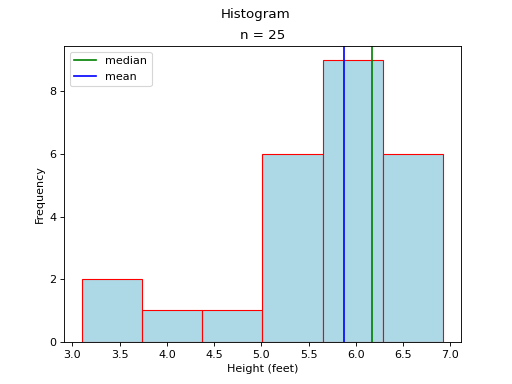 Histogram
n = 25
median
mean
Frequency
8
6
4
2
0
3.0 3.5 4.0 4.5 5.0 5.5 6.0 6.5 7.0
Height (feet)